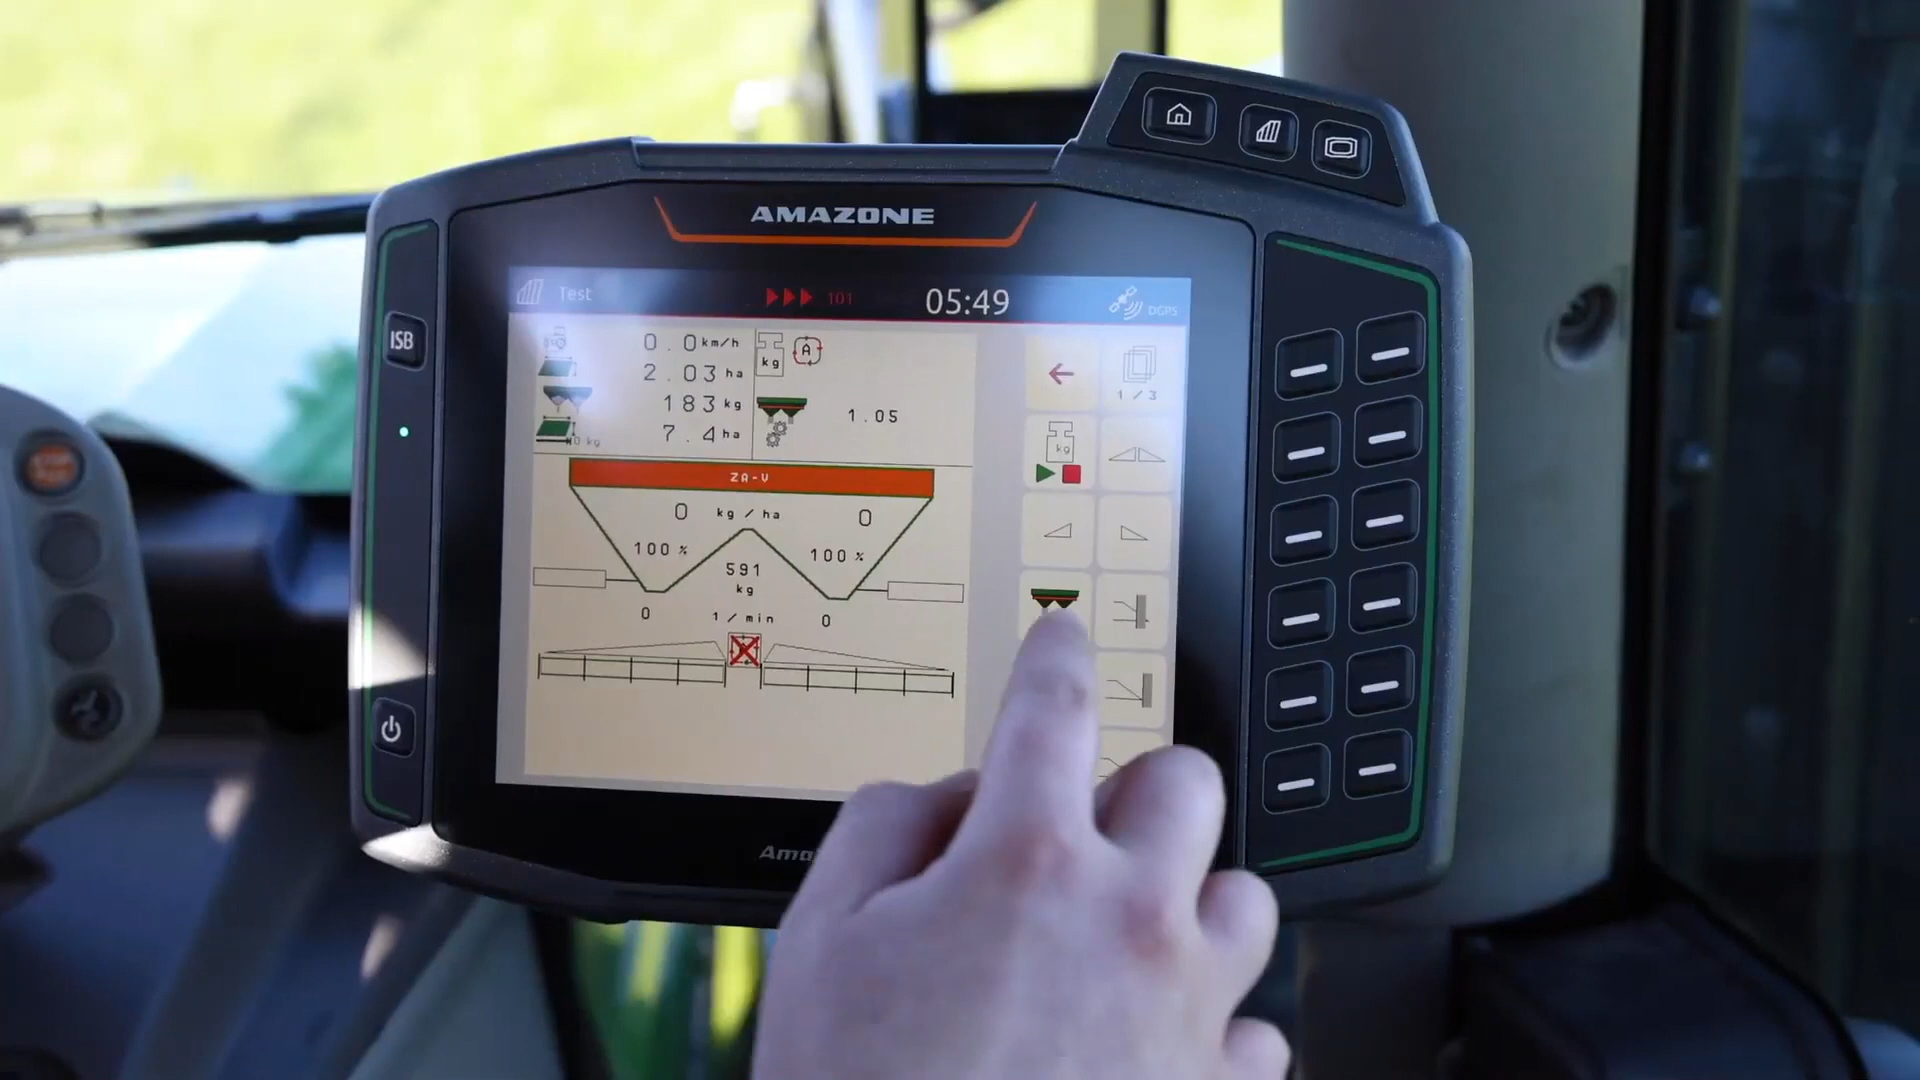 AMAZONE
Test
101
05:49
DGPS
ISB
0.0 km/h
2.03 ha
183 kg
7.4 ha
kg
A
1.05
1/3
kg
ZA-V
0 kg/ha 0
100 % 100 %
591
kg
0 1/min 0